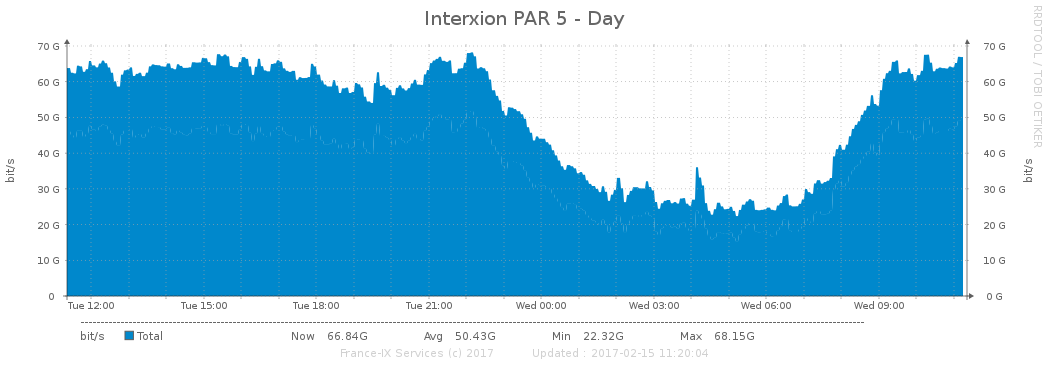 Interxion PAR 5 - Day
RRDTOOL / TOBI OETIKER
bit/s
bit/s
70 G 70 G
60 G 60 G
50 G 50 G
40 G 40 G
30 G 30 G
20 G 20 G
10 G 10 G
0 0 G
Tue 12:00 Tue 15:00 Tue 18:00 Tue 21:00 Wed 00:00 Wed 03:00 Wed 06:00 Wed 09:00
bit/s Total Now 66.84G Avg 50.43G Min 22.32G Max 68.15G
France-IX Services (c) 2017 Updated : 2017-02-15 11:20:04